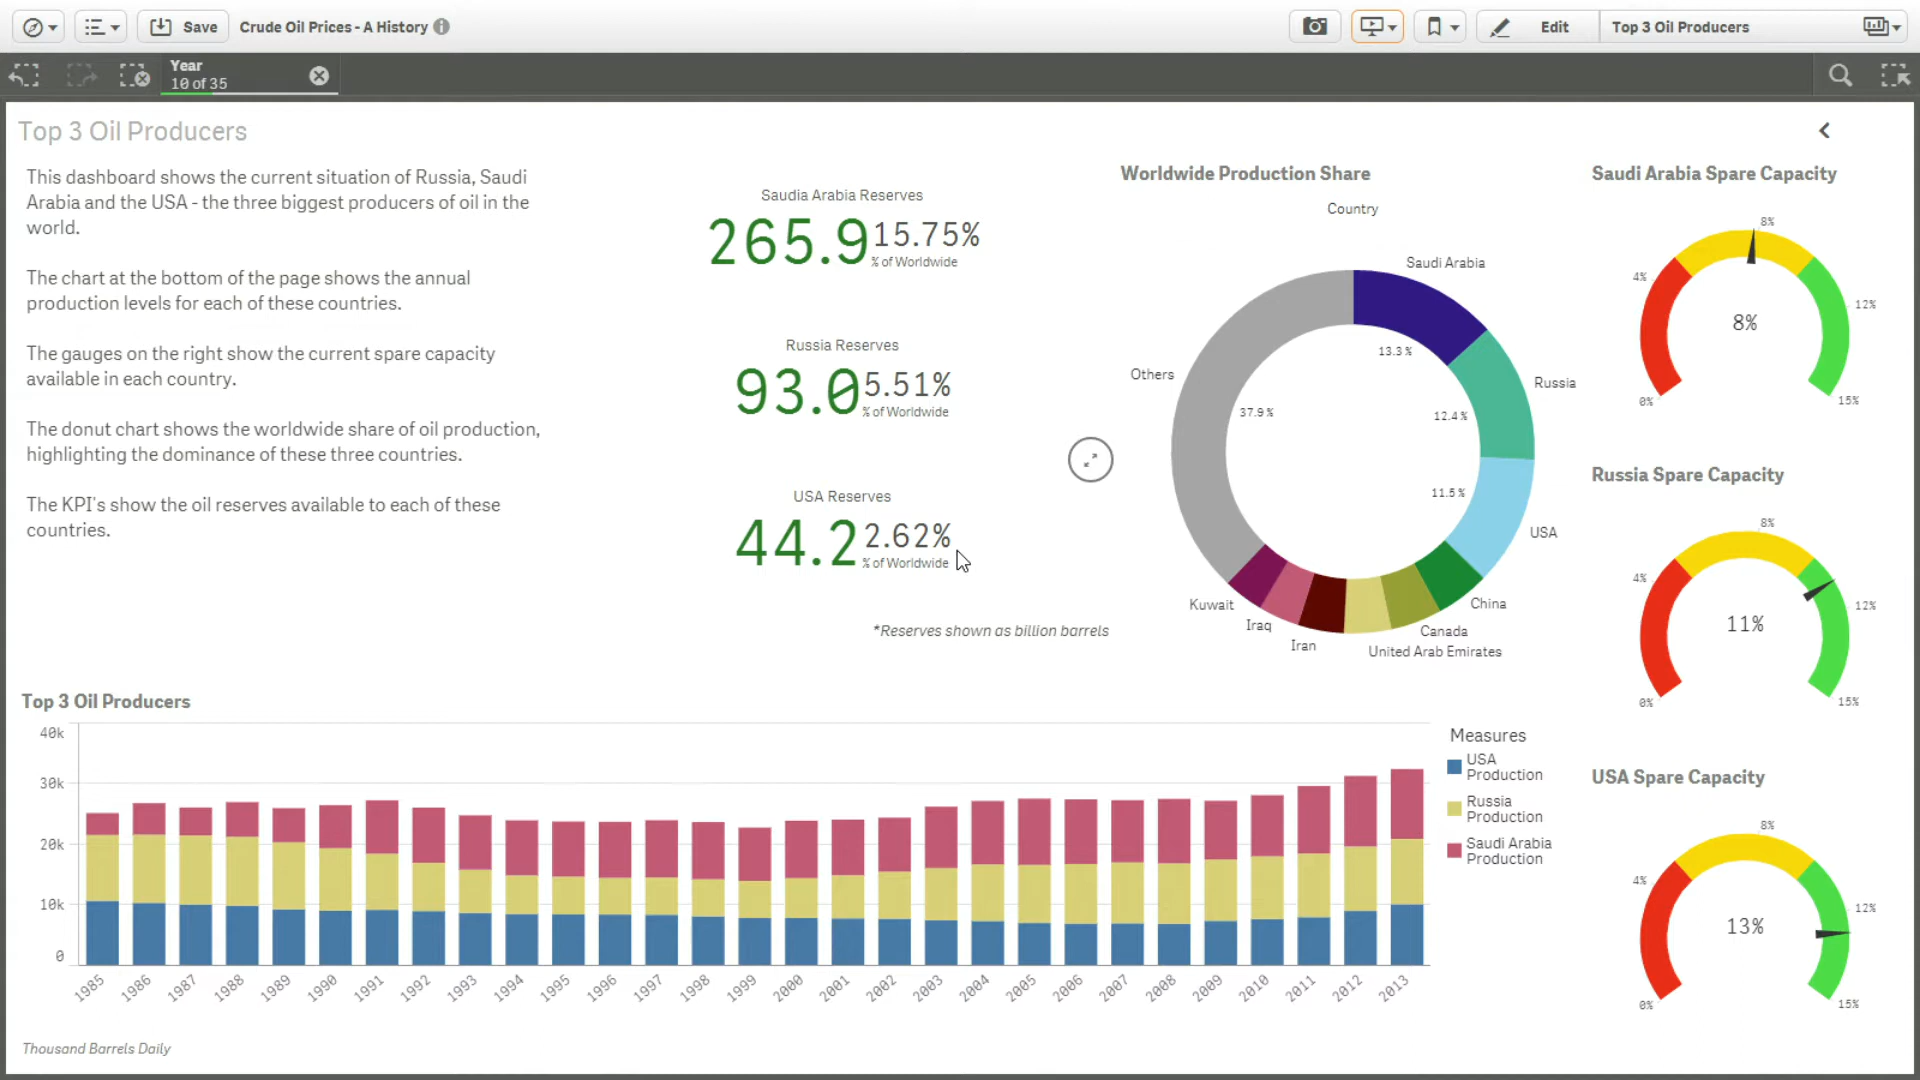 Save
Crude Oil Prices - A History
Edit
Top 3 Oil Producers
Year
10 of 35
Top 3 Oil Producers
This dashboard shows the current situation of Russia, Saudi
Arabia and the USA - the three biggest producers of oil in the
world.
The chart at the bottom of the page shows the annual
production levels for each of these countries.
The gauges on the right show the current spare capacity
available in each country.
The donut chart shows the worldwide share of oil production,
highlighting the dominance of these three countries.
The KPI's show the oil reserves available to each of these
countries.
Saudia Arabia Reserves
265.9 15.75%
% of Worldwide
Russia Reserves
93.0 5.51%
% of Worldwide
USA Reserves
44.2 2.62%
% of Worldwide
*Reserves shown as billion barrels
Worldwide Production Share
Country
Saudi Arabia
13.3 %
Russia
12.4 %
USA
11.5 %
China
Canada
United Arab Emirates
Iran
Iraq
Kuwait
Others
37.9 %
Saudi Arabia Spare Capacity
0%
4%
8%
12%
15%
8%
Russia Spare Capacity
0%
4%
8%
12%
15%
11%
USA Spare Capacity
0%
4%
8%
12%
15%
13%
Top 3 Oil Producers
40k
30k
20k
10k
0
1985 1986 1987 1988 1989 1990 1991 1992 1993 1994 1995 1996 1997 1998 1999 2000 2001 2002 2003 2004 2005 2006 2007 2008 2009 2010 2011 2012 2013
Measures
USA
Production
Russia
Production
Saudi Arabia
Production
Thousand Barrels Daily